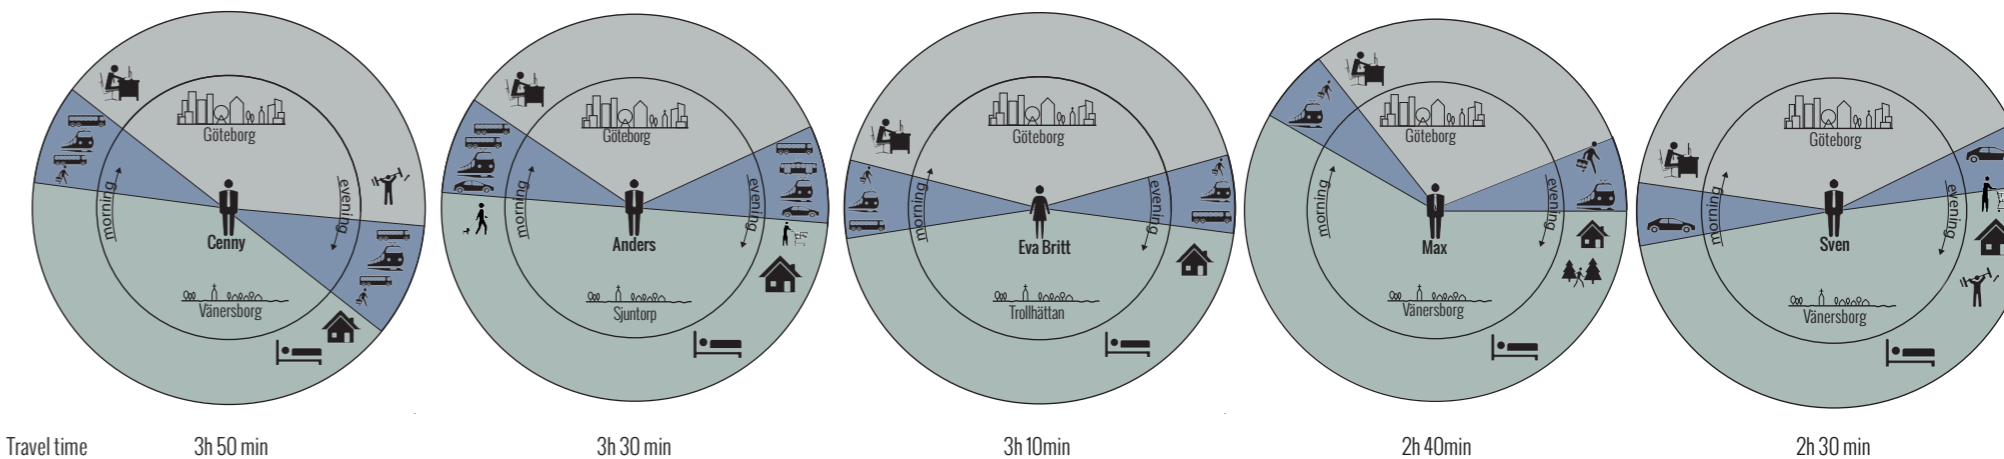 Göteborg
morning
evening
Cenny
Vänersborg
Göteborg
morning
evening
Anders
Sjuntorp
Göteborg
morning
evening
Eva Britt
Trollhättan
Göteborg
morning
evening
Max
Vänersborg
Göteborg
morning
evening
Sven
Vänersborg
Travel time 3h 50 min 3h 30 min 3h 10min 2h 40min 2h 30 min